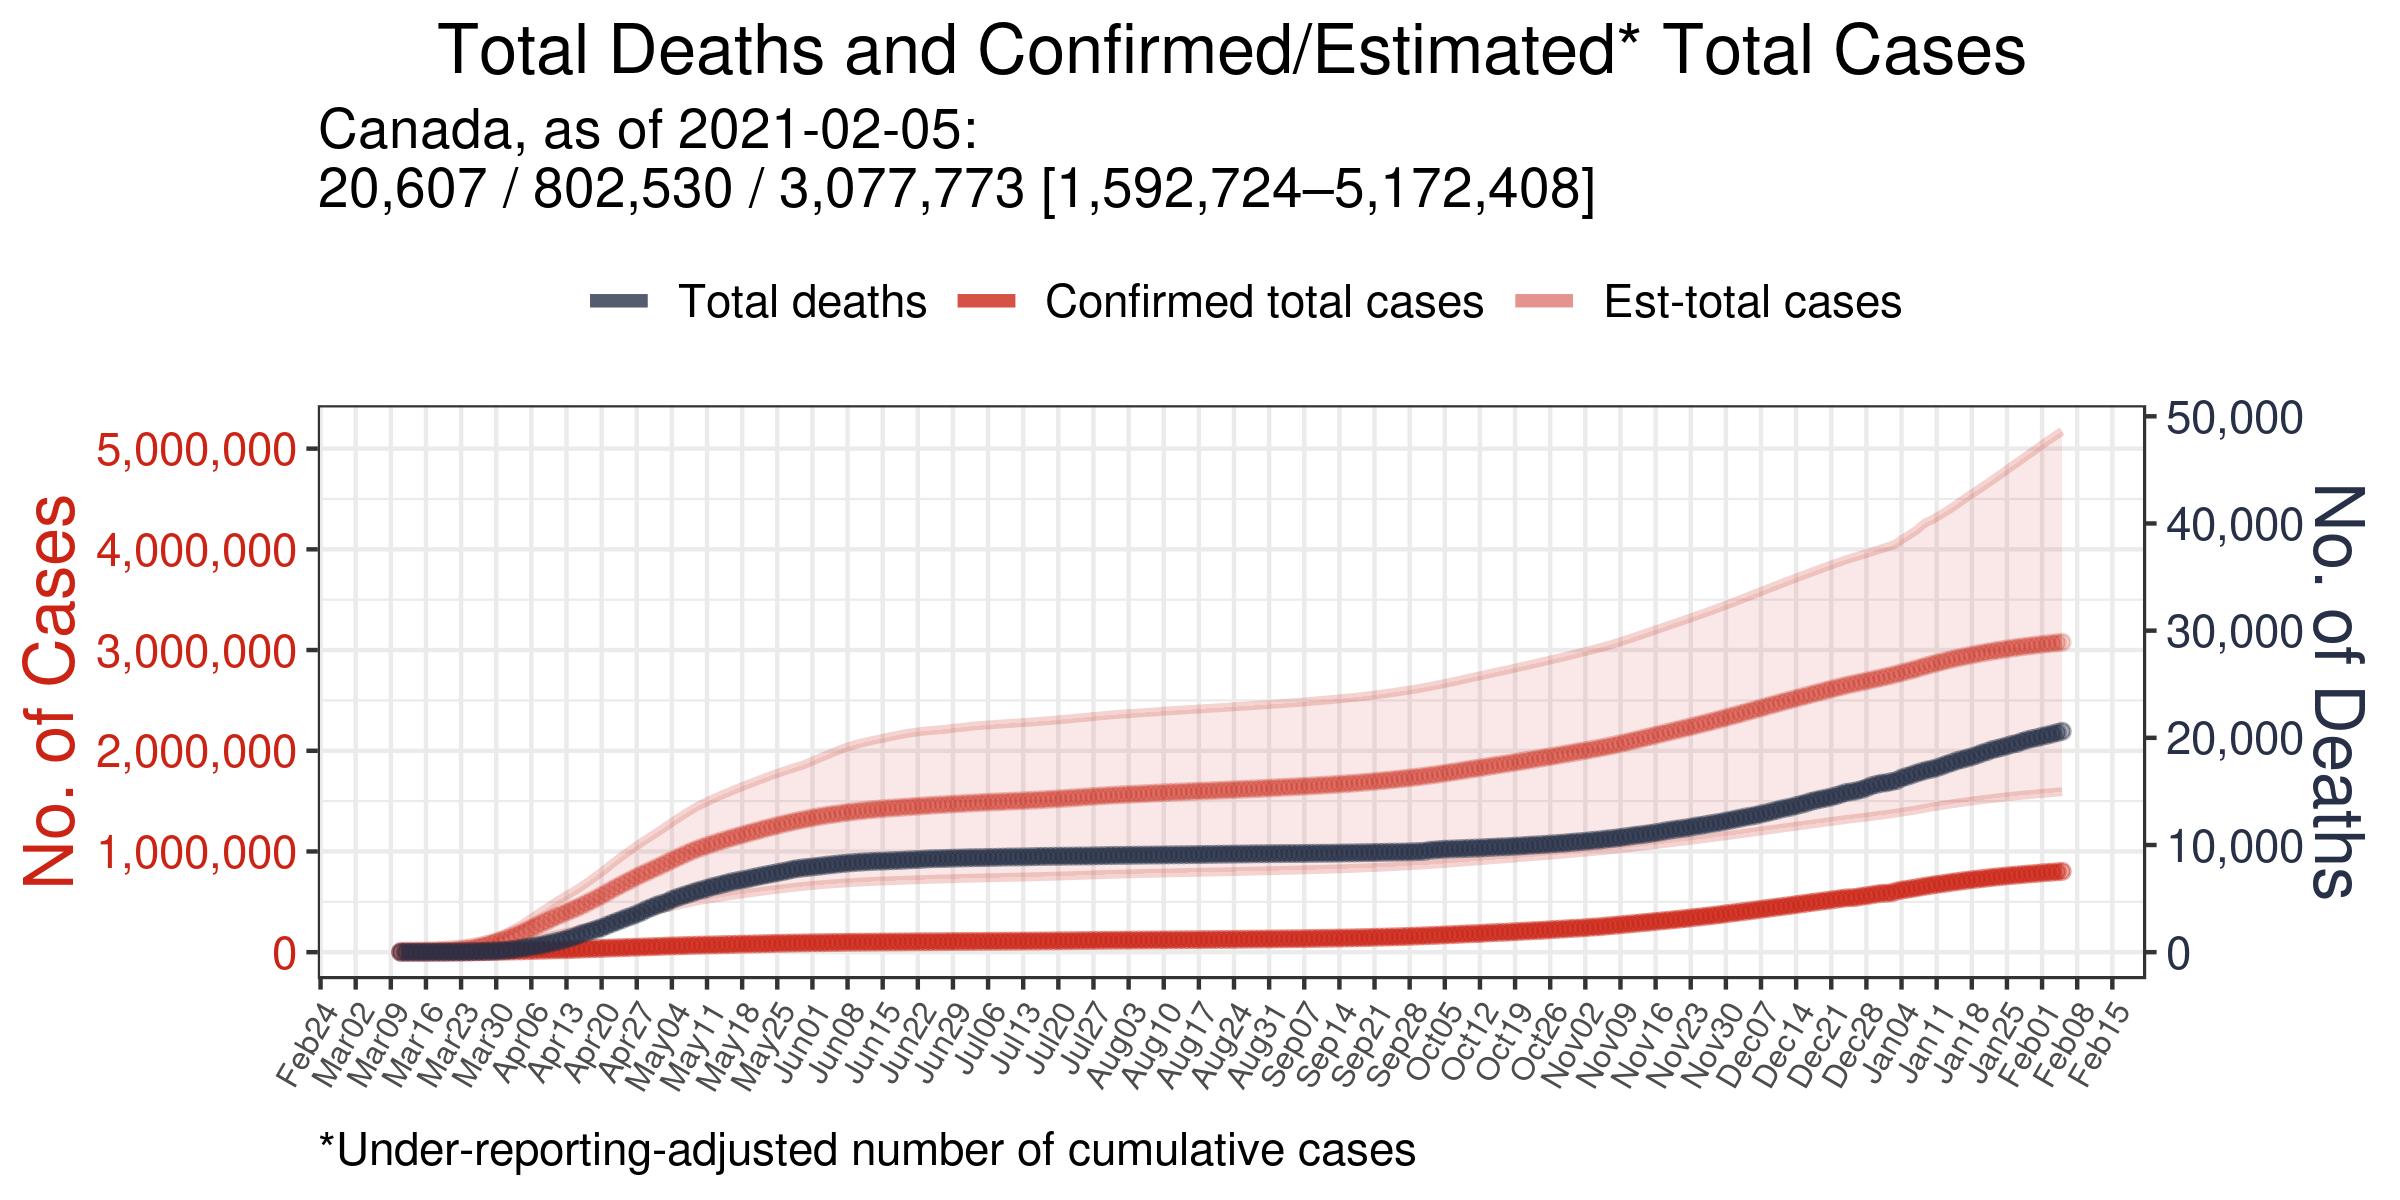 Total Deaths and Confirmed/Estimated* Total Cases
Canada, as of 2021-02-05:
20,607 / 802,530 / 3,077,773 [1,592,724–5,172,408]
Total deaths
Confirmed total cases
Est-total cases
No. of Cases
5,000,000
4,000,000
3,000,000
2,000,000
1,000,000
0
50,000
40,000
30,000
20,000
10,000
0
No. of Deaths
Feb24
Mar02
Mar09
Mar16
Mar23
Mar30
Apr06
Apr13
Apr20
Apr27
May04
May11
May18
May25
Jun01
Jun08
Jun15
Jun22
Jun29
Jul06
Jul13
Jul20
Jul27
Aug03
Aug10
Aug17
Aug24
Aug31
Sep07
Sep14
Sep21
Sep28
Oct05
Oct12
Oct19
Oct26
Nov02
Nov09
Nov16
Nov23
Nov30
Dec07
Dec14
Dec21
Dec28
Jan04
Jan11
Jan18
Jan25
Feb01
Feb08
Feb15
*Under-reporting-adjusted number of cumulative cases